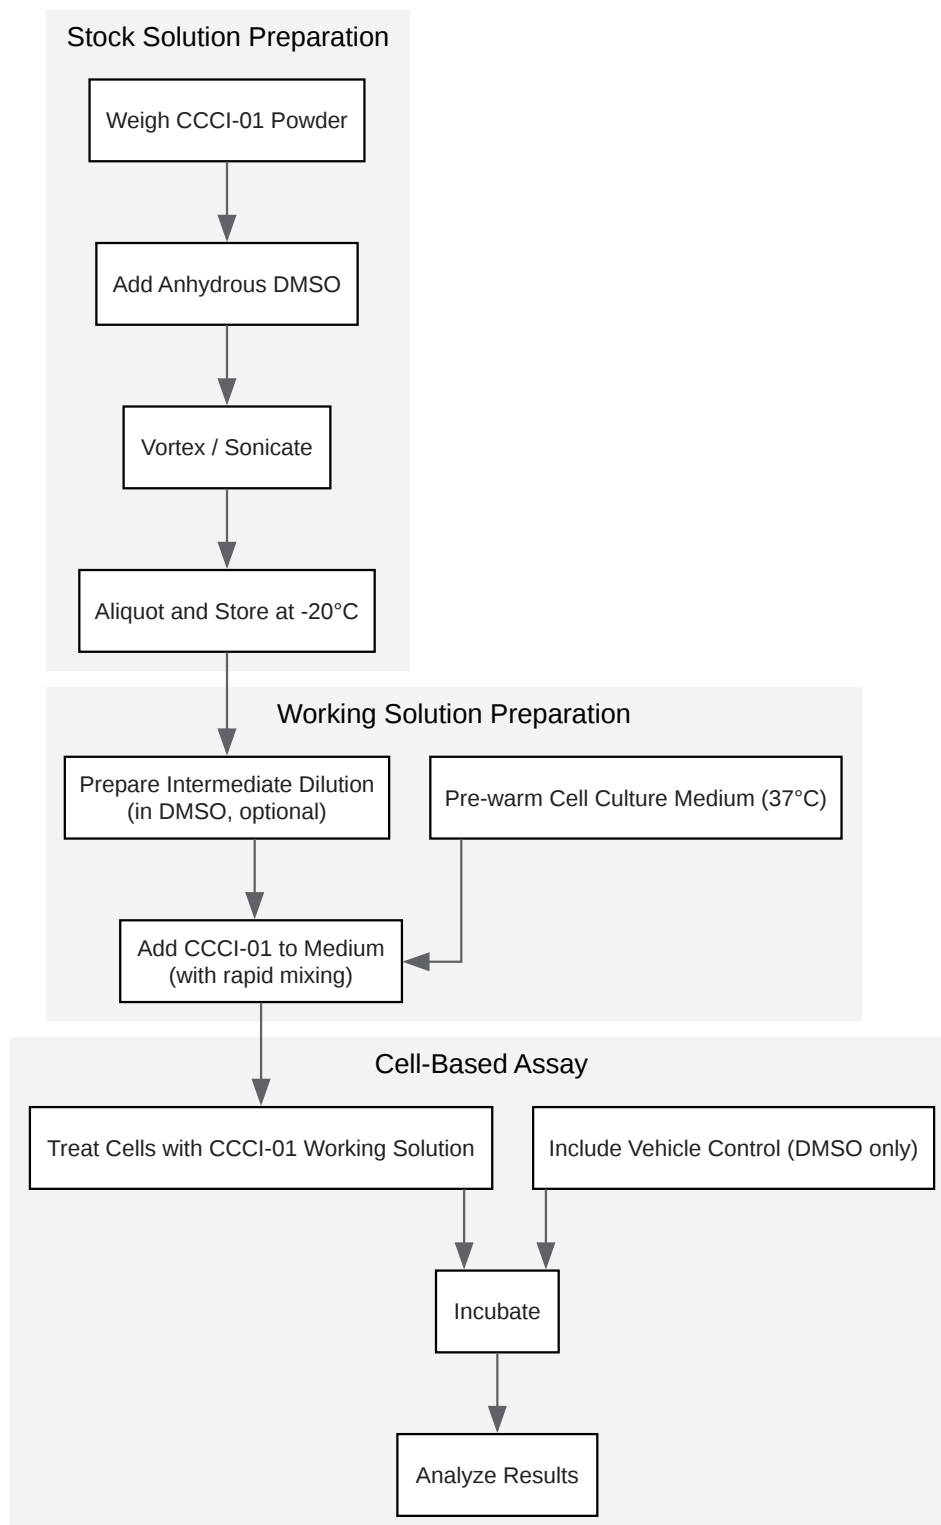 Stock Solution Preparation
Weigh CCCI-01 Powder
Add Anhydrous DMSO
Vortex / Sonicate
Aliquot and Store at -20°C
Working Solution Preparation
Prepare Intermediate Dilution
(in DMSO, optional)
Pre-warm Cell Culture Medium (37°C)
Add CCCI-01 to Medium
(with rapid mixing)
Cell-Based Assay
Treat Cells with CCCI-01 Working Solution
Include Vehicle Control (DMSO only)
Incubate
Analyze Results